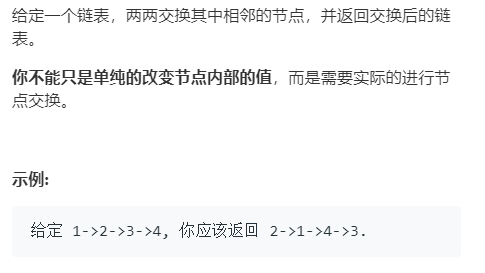 给定一个链表，两两交换其中相邻的节点，并返回交换后的链
表。
你不能只是单纯的改变节点内部的值，而是需要实际的进行节
点交换。
示例:
给定 1->2->3->4, 你应该返回 2->1->4->3.